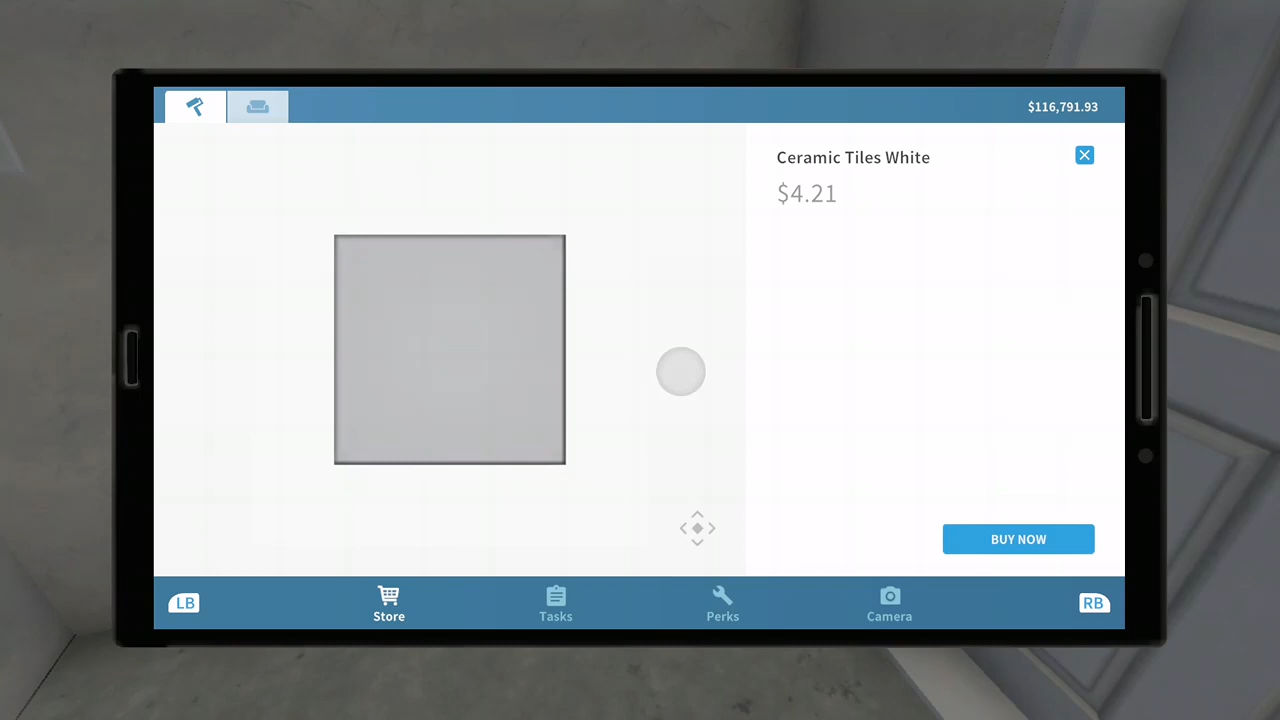 $116,791.93
Ceramic Tiles White
$4.21
BUY NOW
LB
Store
Tasks
Perks
Camera
RB